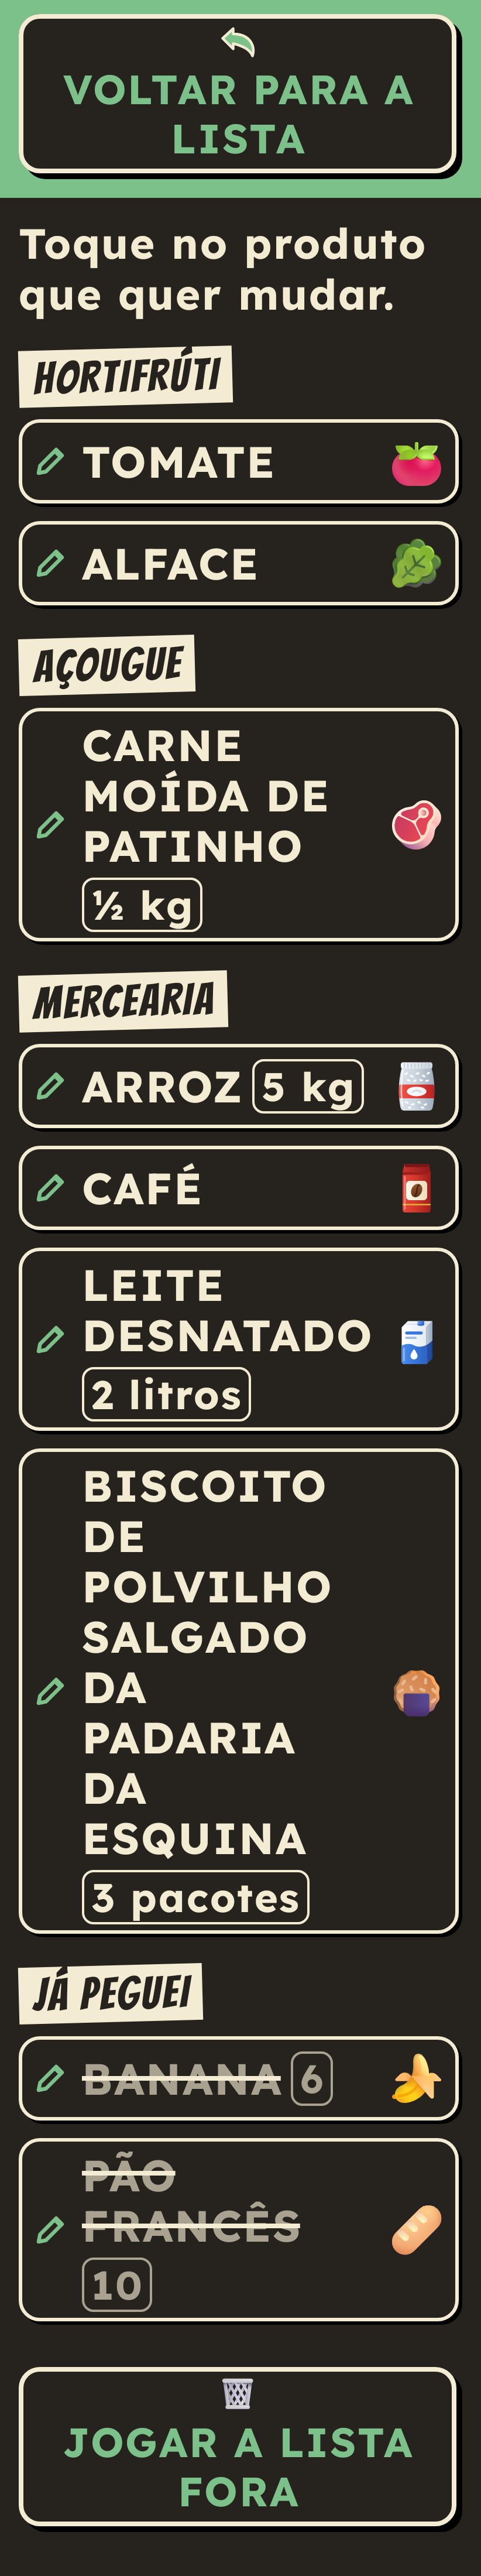 VOLTAR PARA A
LISTA
Toque no produto
que quer mudar.
HORTIFRÚTI
TOMATE
ALFACE
AÇOUGUE
CARNE
MOÍDA DE
PATINHO
½ kg
MERCEARIA
ARROZ 5 kg
CAFÉ
LEITE
DESNATADO
2 litros
BISCOITO
DE
POLVILHO
SALGADO
DA
PADARIA
DA
ESQUINA
3 pacotes
JÁ PEGUEI
BANANA 6
PÃO
FRANCÊS
10
JOGAR A LISTA
FORA